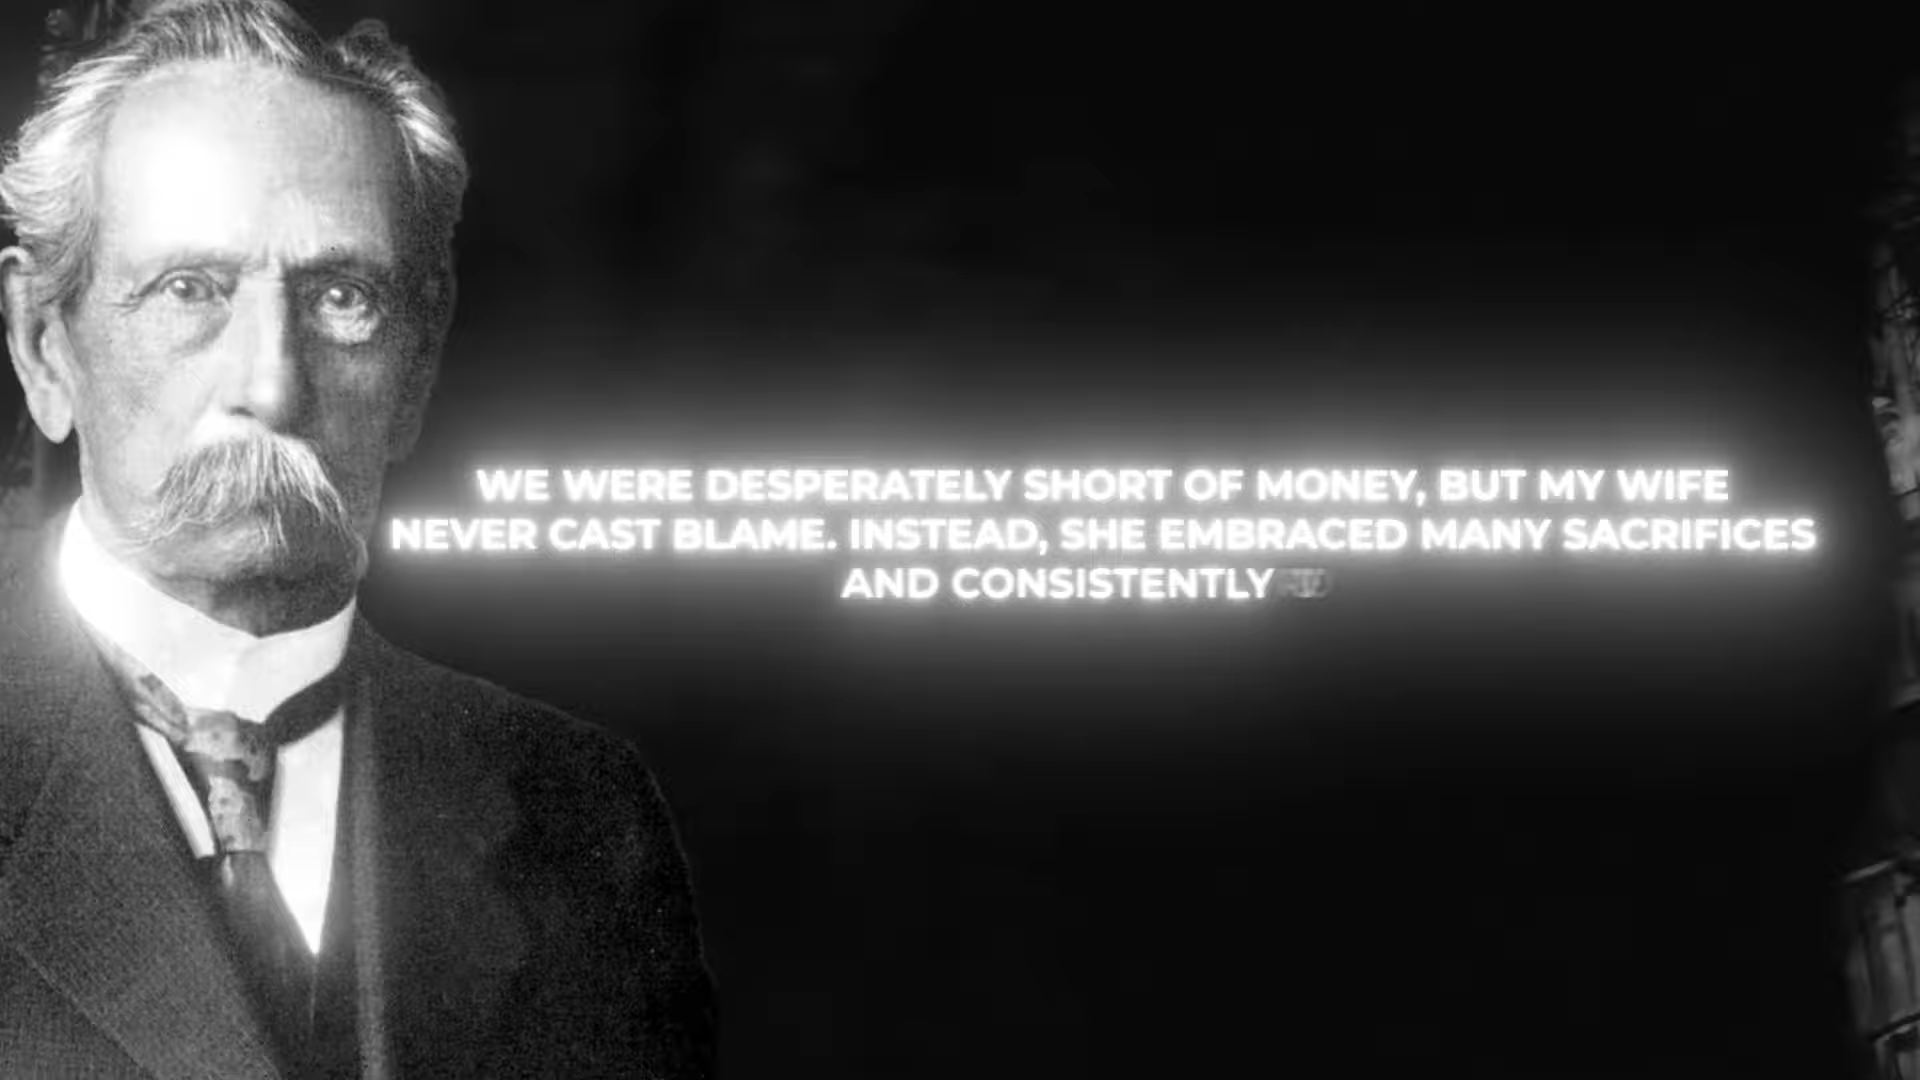 WE WERE DESPERATELY SHORT OF MONEY, BUT MY WIFE
NEVER CAST BLAME. INSTEAD, SHE EMBRACED MANY SACRIFICES
AND CONSISTENTLY